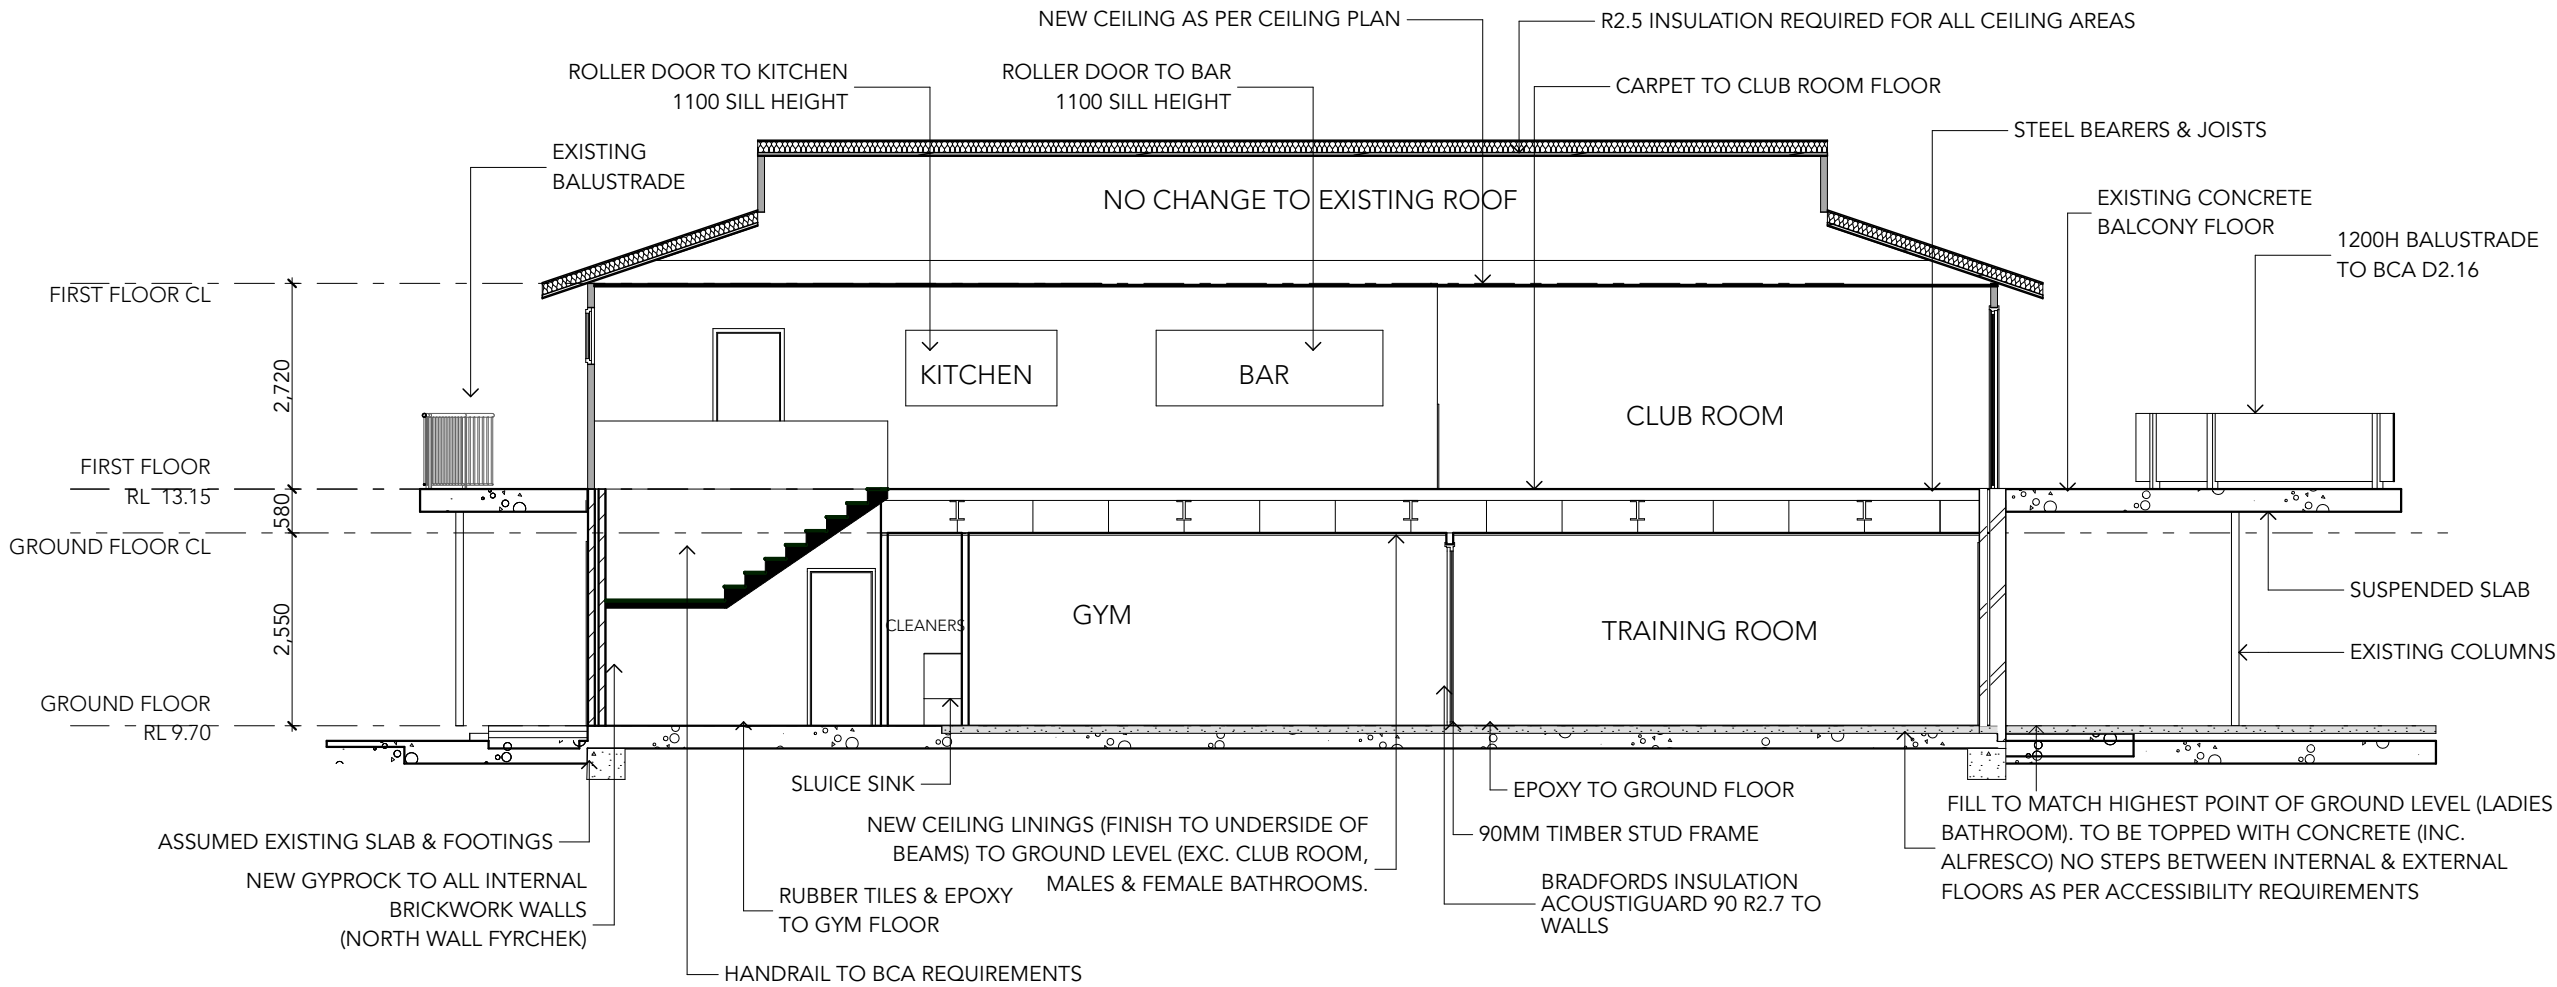 NEW CEILING AS PER CEILING PLAN
R2.5 INSULATION REQUIRED FOR ALL CEILING AREAS
ROLLER DOOR TO KITCHEN
1100 SILL HEIGHT
ROLLER DOOR TO BAR
1100 SILL HEIGHT
CARPET TO CLUB ROOM FLOOR
STEEL BEARERS & JOISTS
EXISTING
BALUSTRADE
NO CHANGE TO EXISTING ROOF
EXISTING CONCRETE
BALCONY FLOOR
1200H BALUSTRADE
TO BCA D2.16
FIRST FLOOR CL
2,720
KITCHEN
BAR
CLUB ROOM
FIRST FLOOR
RL 13.15
580
GROUND FLOOR CL
2,550
CLEANERS
GYM
TRAINING ROOM
SUSPENDED SLAB
EXISTING COLUMNS
GROUND FLOOR
RL 9.70
SLUICE SINK
EPOXY TO GROUND FLOOR
ASSUMED EXISTING SLAB & FOOTINGS
NEW CEILING LININGS (FINISH TO UNDERSIDE OF
BEAMS) TO GROUND LEVEL (EXC. CLUB ROOM,
MALES & FEMALE BATHROOMS.
90MM TIMBER STUD FRAME
FILL TO MATCH HIGHEST POINT OF GROUND LEVEL (LADIES
BATHROOM). TO BE TOPPED WITH CONCRETE (INC.
ALFRESCO) NO STEPS BETWEEN INTERNAL & EXTERNAL
FLOORS AS PER ACCESSIBILITY REQUIREMENTS
NEW GYPROCK TO ALL INTERNAL
BRICKWORK WALLS
(NORTH WALL FYRCHEK)
RUBBER TILES & EPOXY
TO GYM FLOOR
BRADFORDS INSULATION
ACOUSTIGUARD 90 R2.7 TO
WALLS
HANDRAIL TO BCA REQUIREMENTS